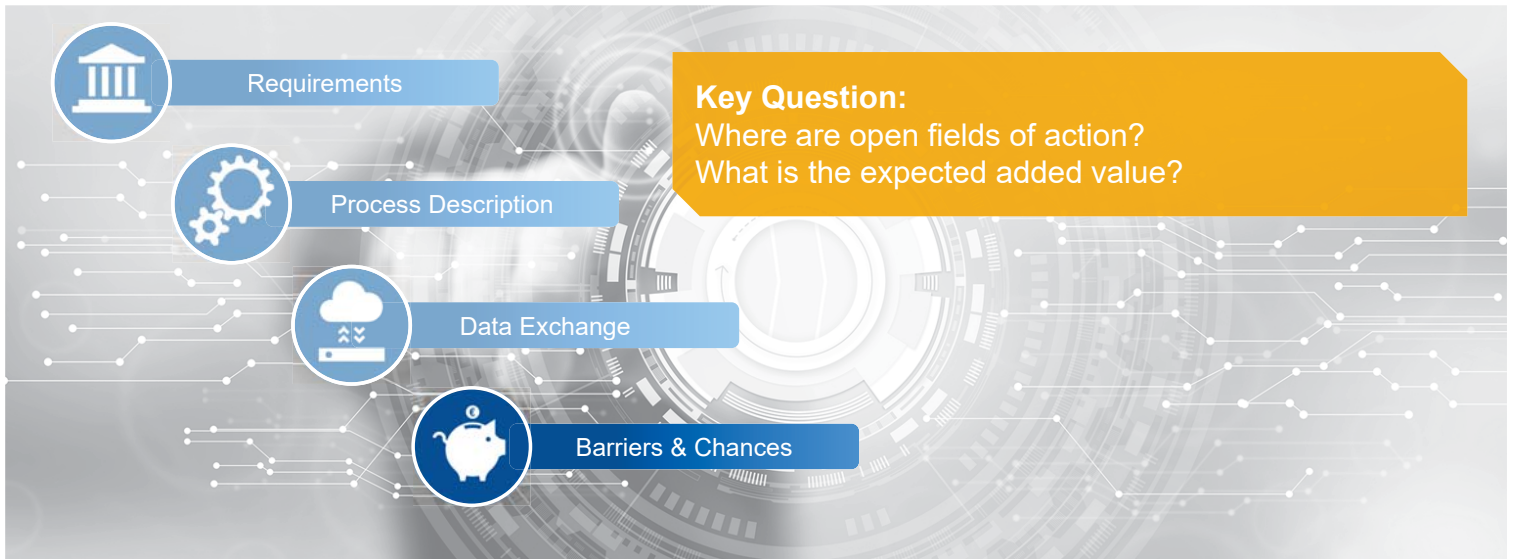 Requirements
Key Question:
Where are open fields of action?
What is the expected added value?
Process Description
Data Exchange
€
Barriers & Chances